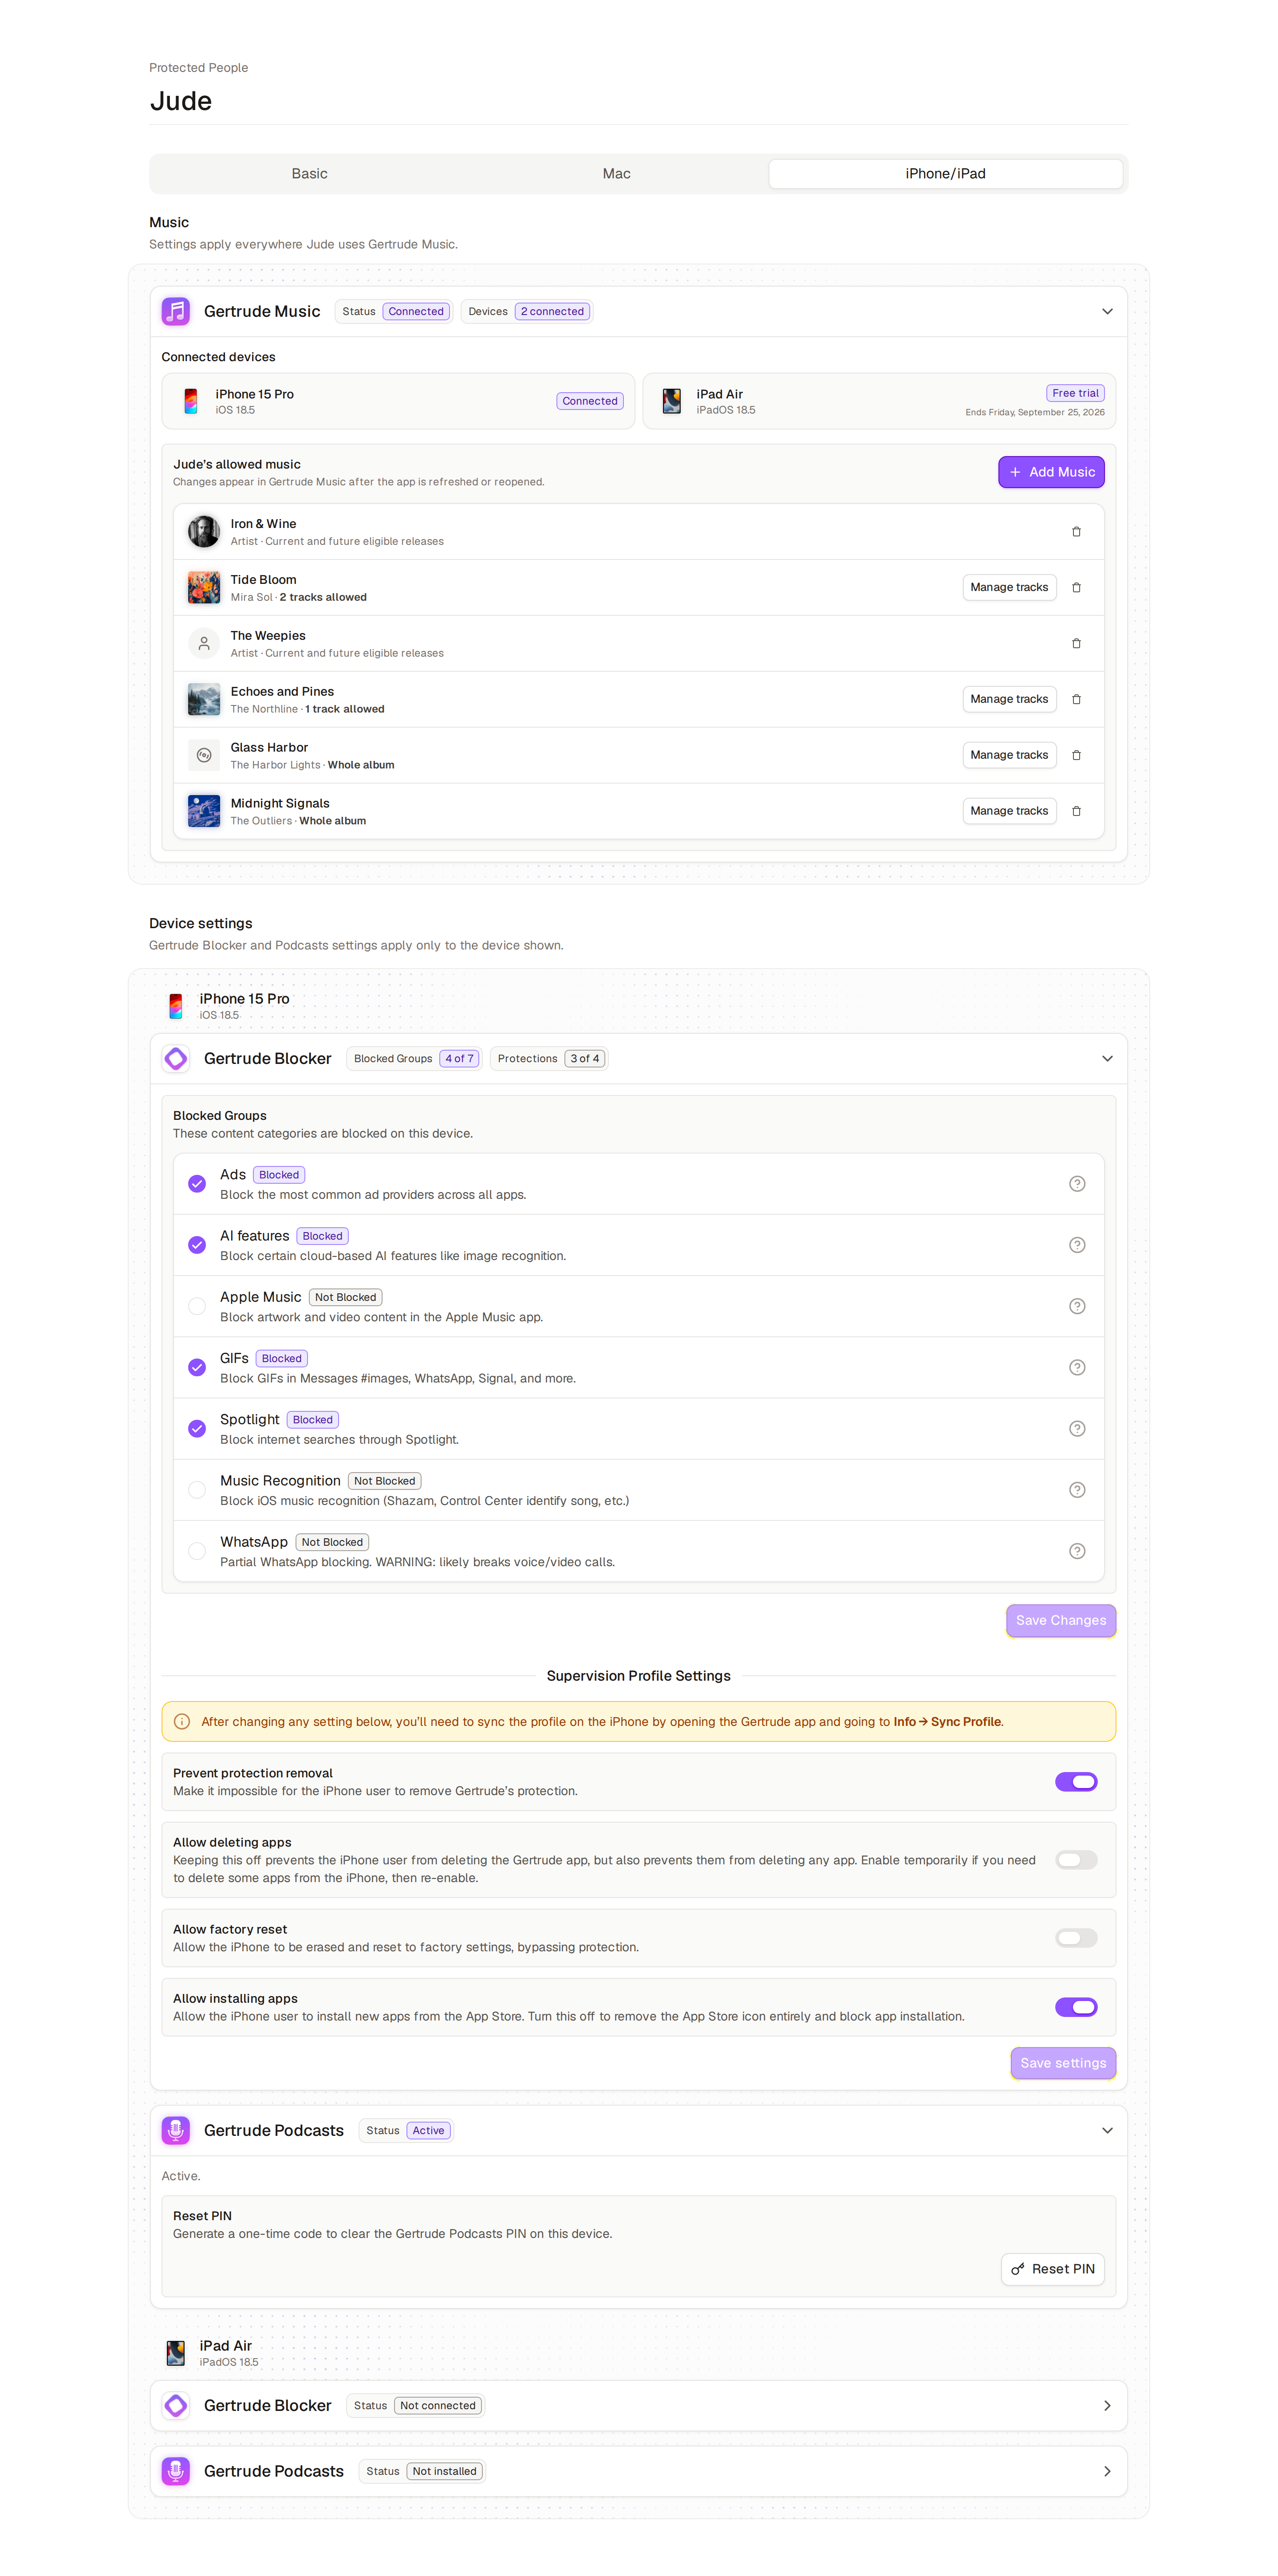 Protected People
Jude
Basic
Mac
iPhone/iPad
Music
Settings apply everywhere Jude uses Gertrude Music.
Gertrude Music
Status Connected
Devices 2 connected
Connected devices
iPhone 15 Pro
iOS 18.5
Connected
iPad Air
iPadOS 18.5
Free trial
Ends Friday, September 25, 2026
Jude’s allowed music
Changes appear in Gertrude Music after the app is refreshed or reopened.
Add Music
Iron & Wine
Artist · Current and future eligible releases
Tide Bloom
Mira Sol · 2 tracks allowed
Manage tracks
The Weepies
Artist · Current and future eligible releases
Echoes and Pines
The Northline · 1 track allowed
Manage tracks
Glass Harbor
The Harbor Lights · Whole album
Manage tracks
Midnight Signals
The Outliers · Whole album
Manage tracks
Device settings
Gertrude Blocker and Podcasts settings apply only to the device shown.
iPhone 15 Pro
iOS 18.5
Gertrude Blocker
Blocked Groups 4 of 7
Protections 3 of 4
Blocked Groups
These content categories are blocked on this device.
Ads Blocked
Block the most common ad providers across all apps.
AI features Blocked
Block certain cloud-based AI features like image recognition.
Apple Music Not Blocked
Block artwork and video content in the Apple Music app.
GIFs Blocked
Block GIFs in Messages #images, WhatsApp, Signal, and more.
Spotlight Blocked
Block internet searches through Spotlight.
Music Recognition Not Blocked
Block iOS music recognition (Shazam, Control Center identify song, etc.)
WhatsApp Not Blocked
Partial WhatsApp blocking. WARNING: likely breaks voice/video calls.
Save Changes
Supervision Profile Settings
After changing any setting below, you’ll need to sync the profile on the iPhone by opening the Gertrude app and going to Info → Sync Profile.
Prevent protection removal
Make it impossible for the iPhone user to remove Gertrude’s protection.
Allow deleting apps
Keeping this off prevents the iPhone user from deleting the Gertrude app, but also prevents them from deleting any app. Enable temporarily if you need
to delete some apps from the iPhone, then re-enable.
Allow factory reset
Allow the iPhone to be erased and reset to factory settings, bypassing protection.
Allow installing apps
Allow the iPhone user to install new apps from the App Store. Turn this off to remove the App Store icon entirely and block app installation.
Save settings
Gertrude Podcasts
Status Active
Active.
Reset PIN
Generate a one-time code to clear the Gertrude Podcasts PIN on this device.
Reset PIN
iPad Air
iPadOS 18.5
Gertrude Blocker
Status Not connected
Gertrude Podcasts
Status Not installed